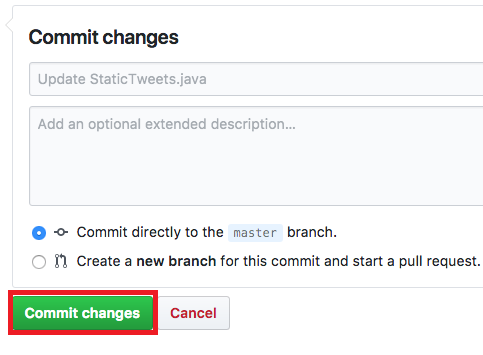 Commit changes
Update StaticTweets.java
Add an optional extended description...
Commit directly to the master branch.
Create a new branch for this commit and start a pull request.
Commit changes Cancel